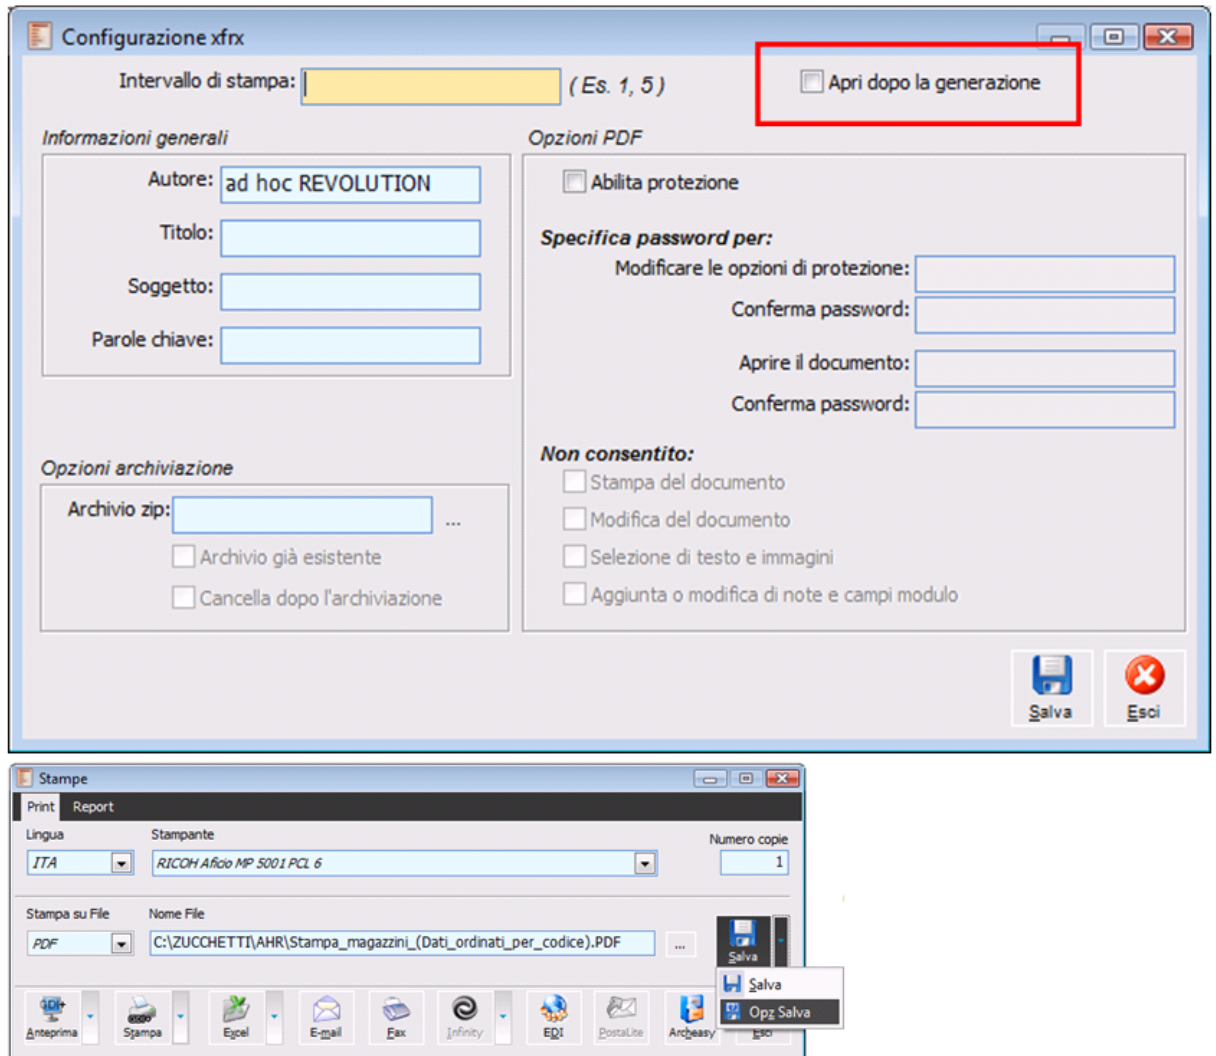 Configurazione xfrx
Intervallo di stampa: ( Es. 1, 5 )
Apri dopo la generazione
Informazioni generali
Autore: ad hoc REVOLUTION
Titolo:
Soggetto:
Parole chiave:
Opzioni archiviazione
Archivio zip: ...
Archivio già esistente
Cancella dopo l'archiviazione
Opzioni PDF
Abilita protezione
Specifica password per:
Modificare le opzioni di protezione:
Conferma password:
Aprire il documento:
Conferma password:
Non consentito:
Stampa del documento
Modifica del documento
Selezione di testo e immagini
Aggiunta o modifica di note e campi modulo
Salva Esci
Stampe
Print Report
Lingua Stampante Numero copie
ITA RICOH Aficio MP 5001 PCL 6 1
Stampa su File Nome File
PDF C:\ZUCCHETTI\AHR\Stampa_magazzini_(Dati_ordinati_per_codice).PDF ... Salva
Salva
Opz Salva
Anteprima Stampa Excel E-mail Fax Infinity EDI PostaLite Archeasy Esci